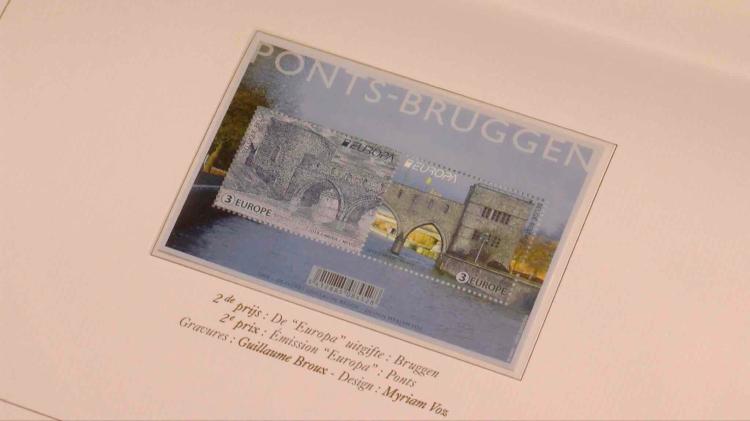 PONTS-BRUGGEN
EUROPA
EUROPA
3 EUROPE
3 EUROPE
2de prijs : De "Europa" uitgifte : Bruggen
2e prix : Émission "Europa" : Ponts
Gravures : Guillaume Broux - Design : Myriam Voz